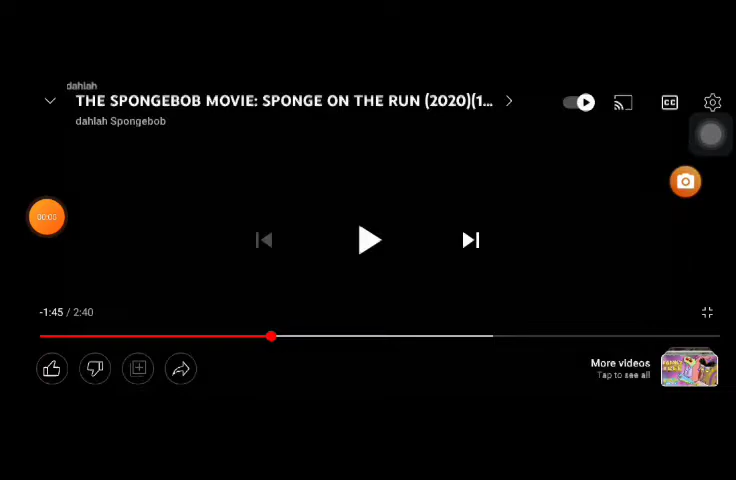 dahlah
THE SPONGEBOB MOVIE: SPONGE ON THE RUN (2020)(1...
dahlah Spongebob
CC
00:00
-1:45 / 2:40
More videos
Tap to see all